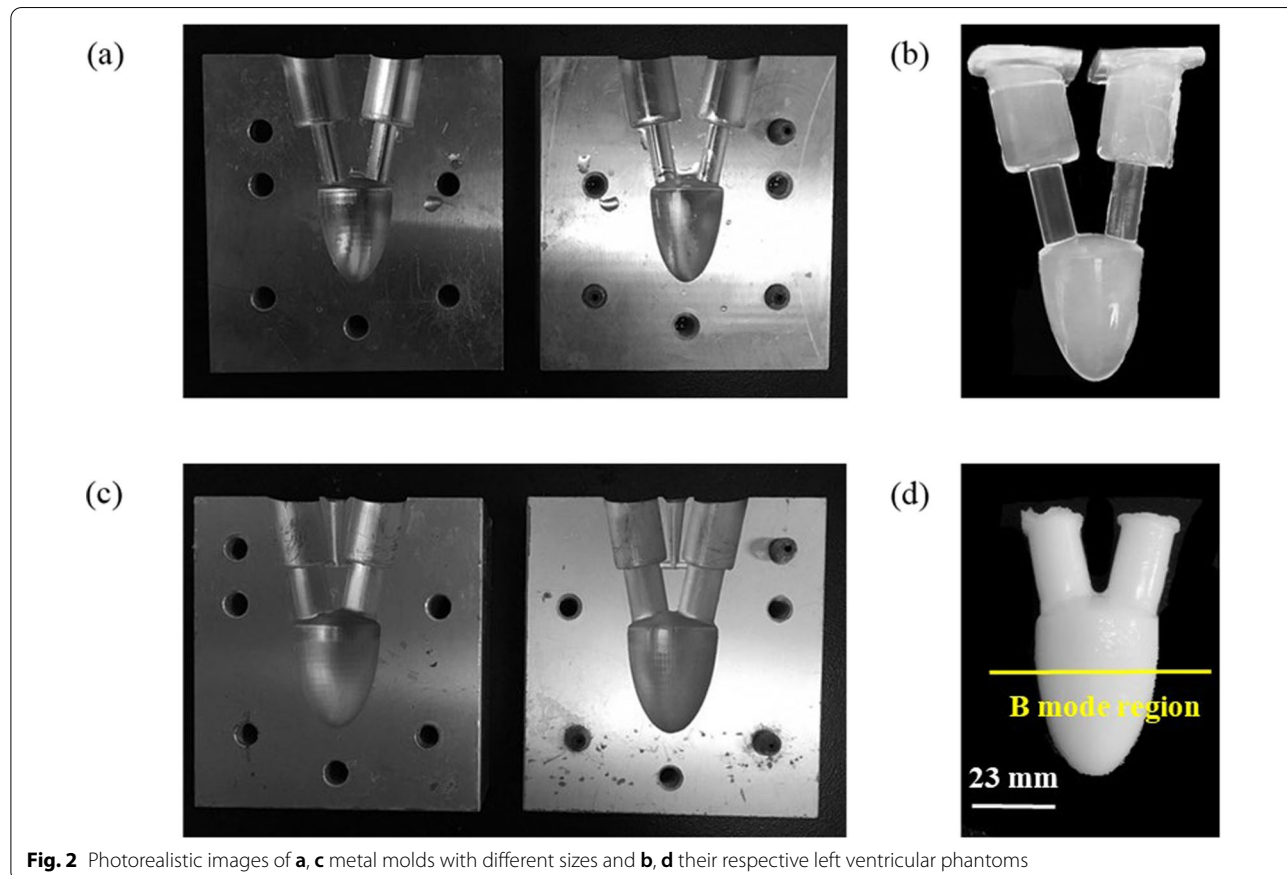 (a)
(b)
(c)
(d)
B mode region
23 mm
Fig. 2 Photorealistic images of a, c metal molds with different sizes and b, d their respective left ventricular phantoms